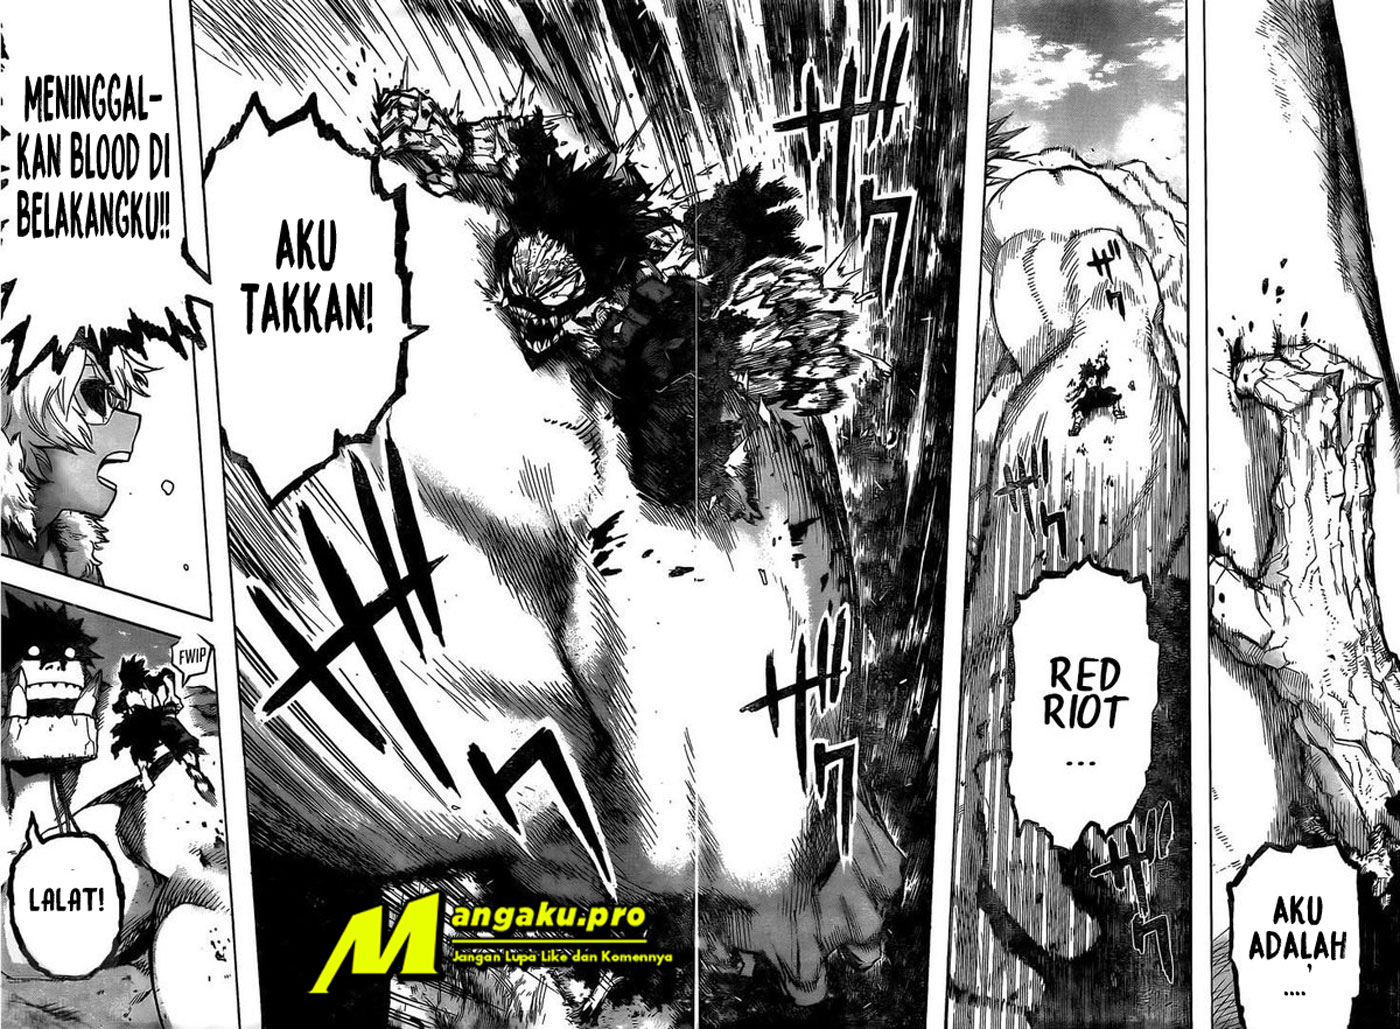 AKU
ADALAH,
....
RED
RIOT
...
AKU
TAKKAN!
MENINGGAL-
KAN BLOOD DI
BELAKANGKU!!
FWIP
LALAT!
Mangaku.pro
Jangan Lupa Like dan Komennya